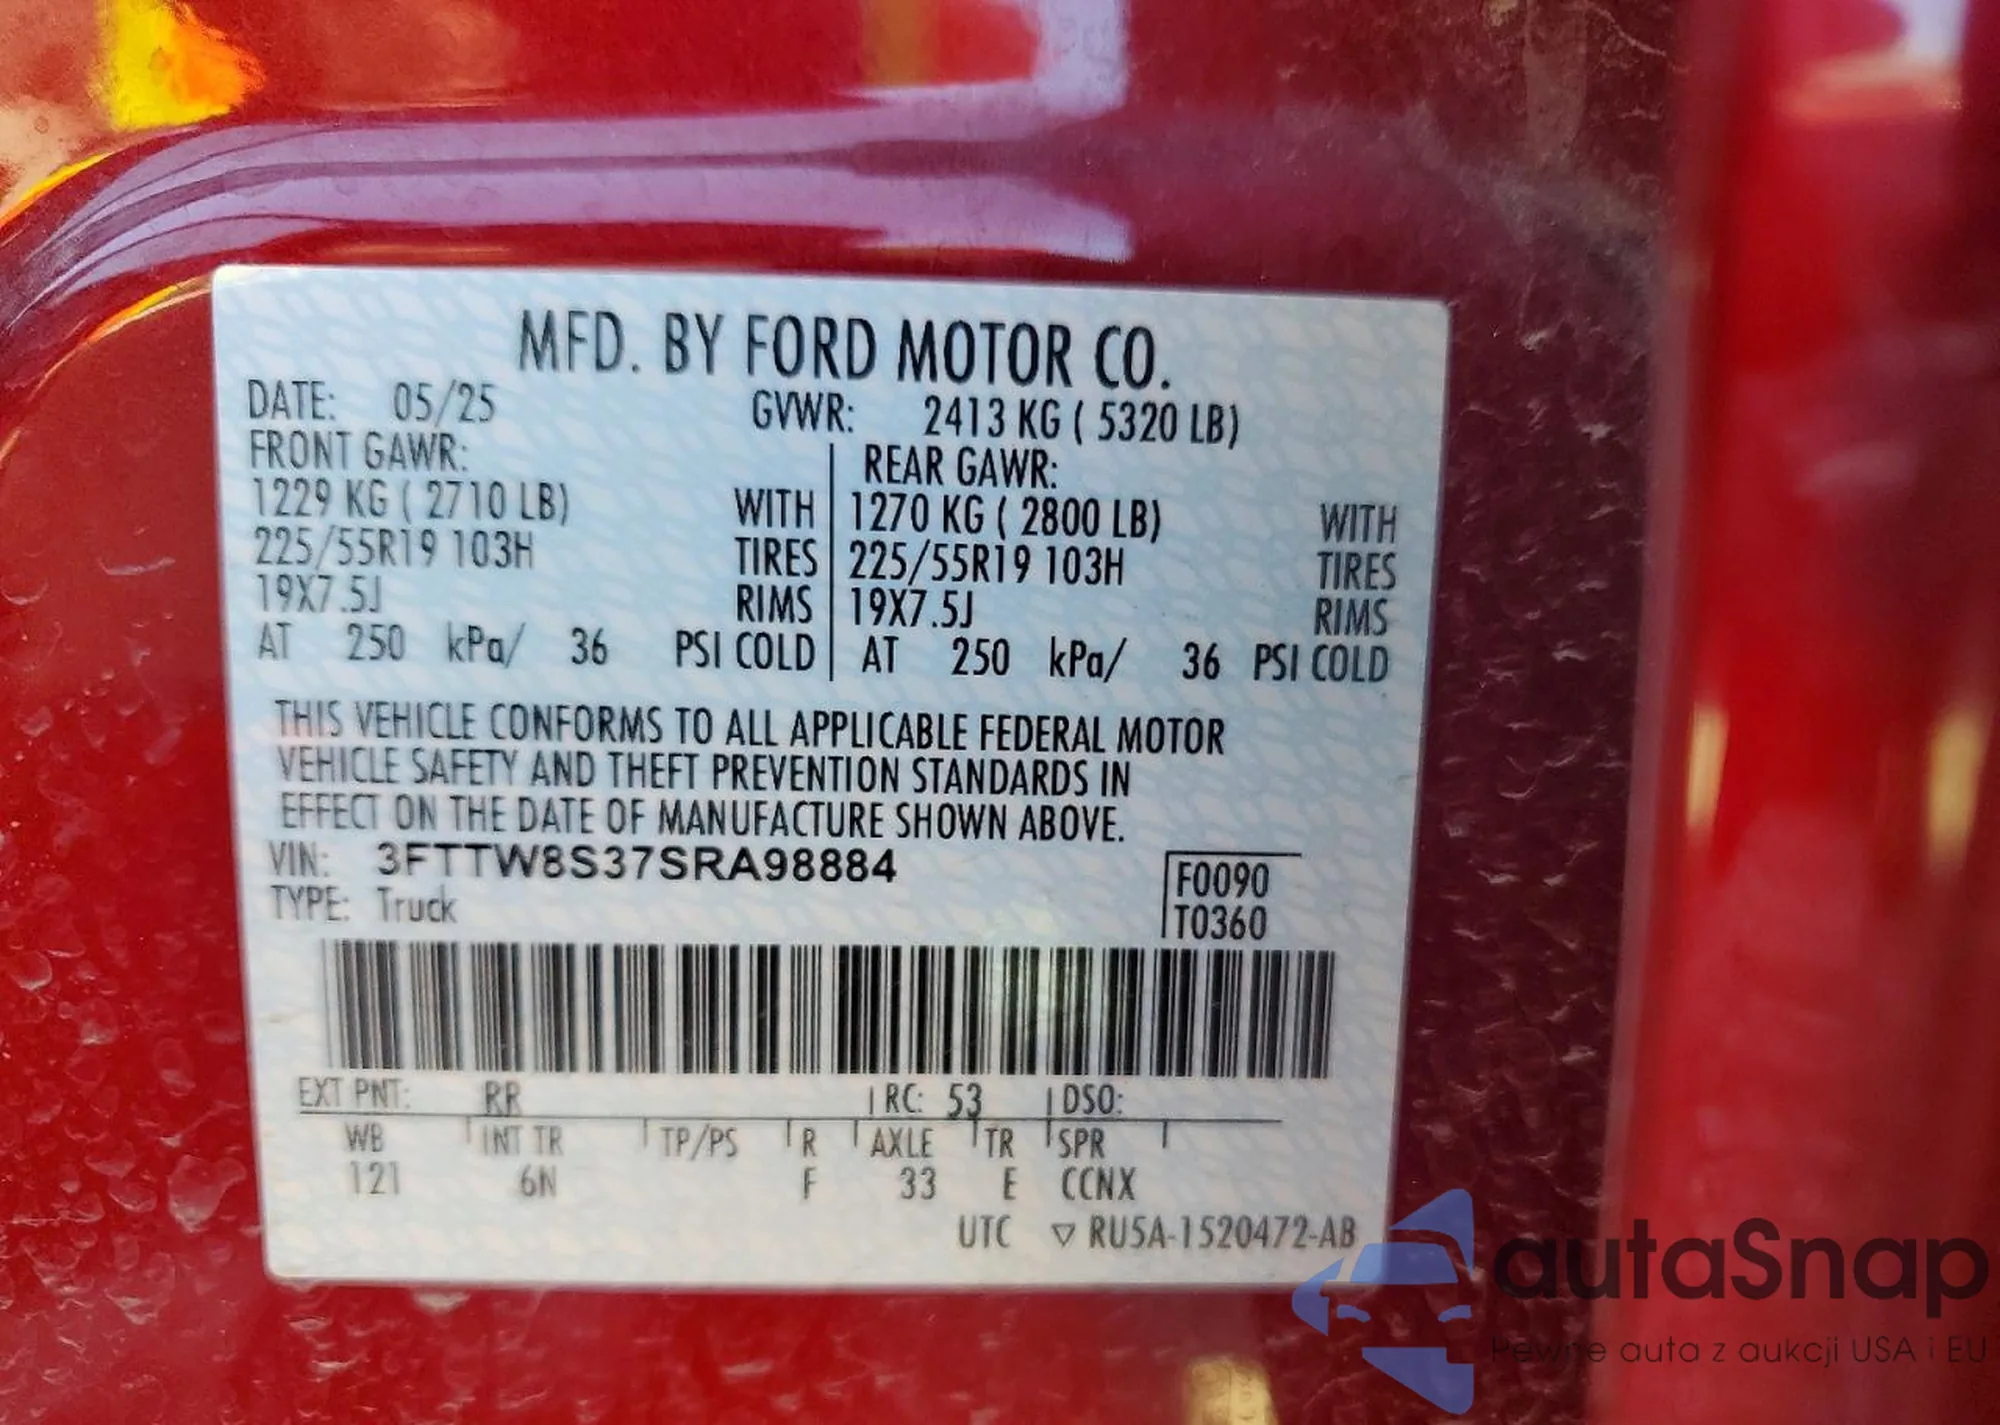 MFD. BY FORD MOTOR CO.
DATE: 05/25 GVWR: 2413 KG ( 5320 LB)
FRONT GAWR: REAR GAWR:
1229 KG ( 2710 LB) WITH 1270 KG ( 2800 LB) WITH
225/55R19 103H TIRES 225/55R19 103H TIRES
19X7.5J RIMS 19X7.5J RIMS
AT 250 kPa/ 36 PSI COLD AT 250 kPa/ 36 PSI COLD
THIS VEHICLE CONFORMS TO ALL APPLICABLE FEDERAL MOTOR
VEHICLE SAFETY AND THEFT PREVENTION STANDARDS IN
EFFECT ON THE DATE OF MANUFACTURE SHOWN ABOVE.
VIN: 3FTTW8S37SRA98884
F0090
TYPE: Truck
T0360
EXT PNT: RR RC: 53 DSO:
WB INT TR TP/PS R AXLE TR SPR
121 6N F 33 E CCNX
UTC ▽ RU5A-1520472-AB
autaSnap
Pewne auta z aukcji USA i EU